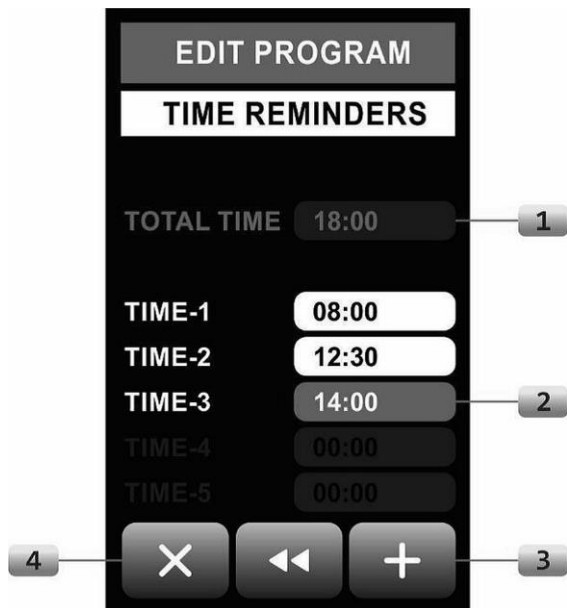 EDIT PROGRAM
TIME REMINDERS
TOTAL TIME 18:00 1
TIME-1 08:00
TIME-2 12:30
TIME-3 14:00 2
TIME-4 00:00
TIME-5 00:00
4 3